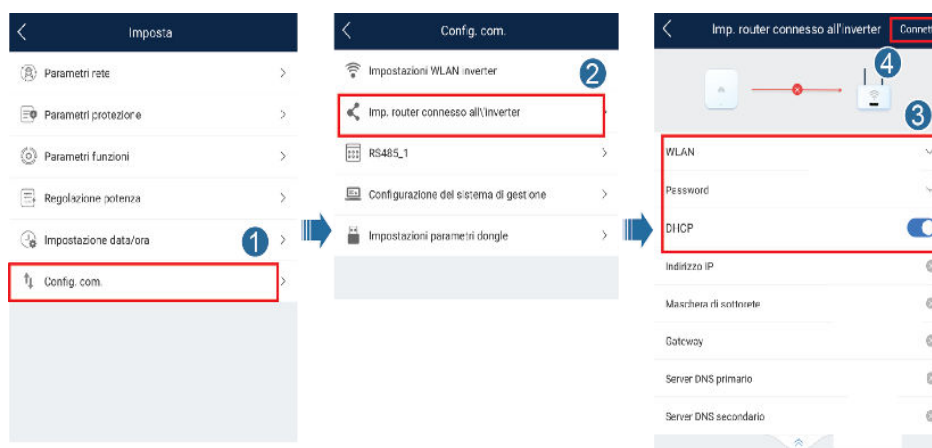 Imposta
Parametri rete
Parametri protezione
Parametri funzioni
Regolazione potenza
Impostazione data/ora
1
Config. com.
Config. com.
Impostazioni WLAN inverter
2
Imp. router connesso all\'inverter
RS485_1
Configurazione del sistema di gestione
Impostazioni parametri dongle
Imp. router connesso all'inverter
Connetti
4
3
WLAN
Password
DHCP
Indirizzo IP
Maschera di sottorete
Gateway
Server DNS primario
Server DNS secondario